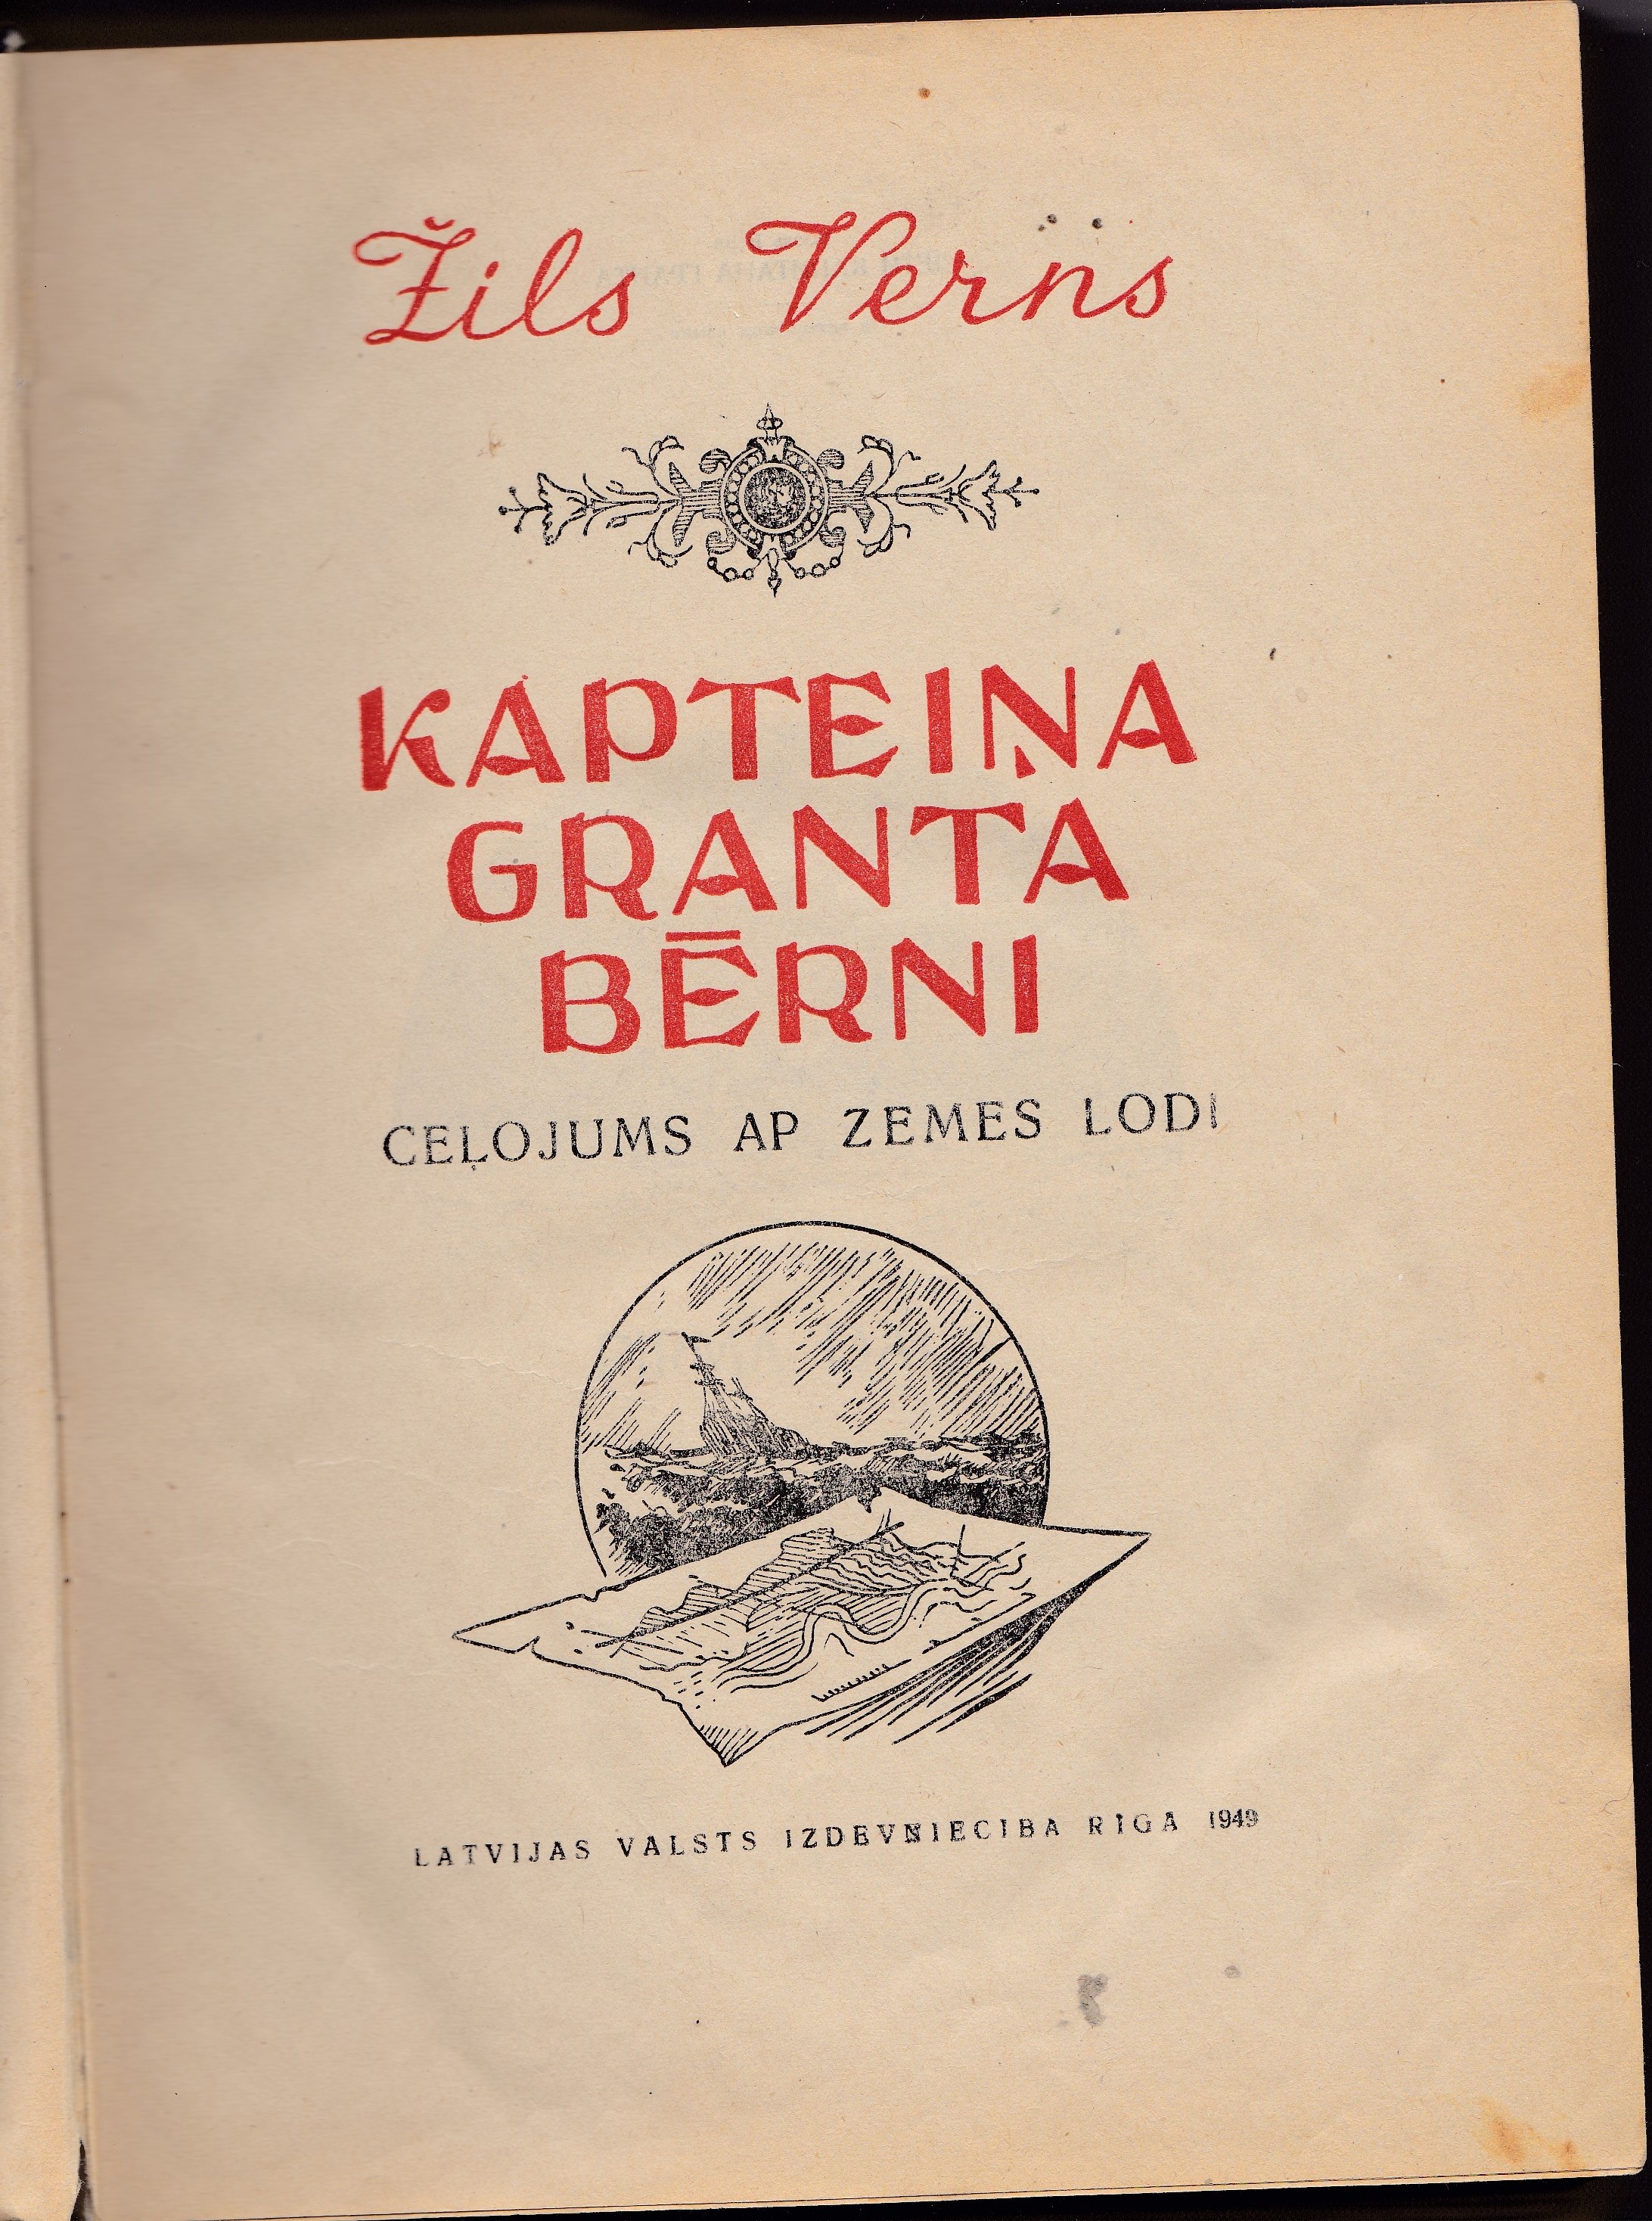 Žils Verns
KAPTEIŅA
GRANTA
BĒRNI
CEĻOJUMS AP ZEMES LODI
LATVIJAS VALSTS IZDEVNIECIBA RIGA 1949